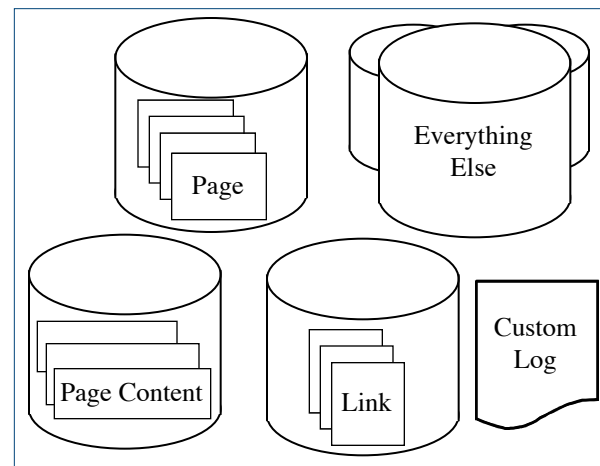 Page
Everything
Else
Page Content
Link
Custom
Log